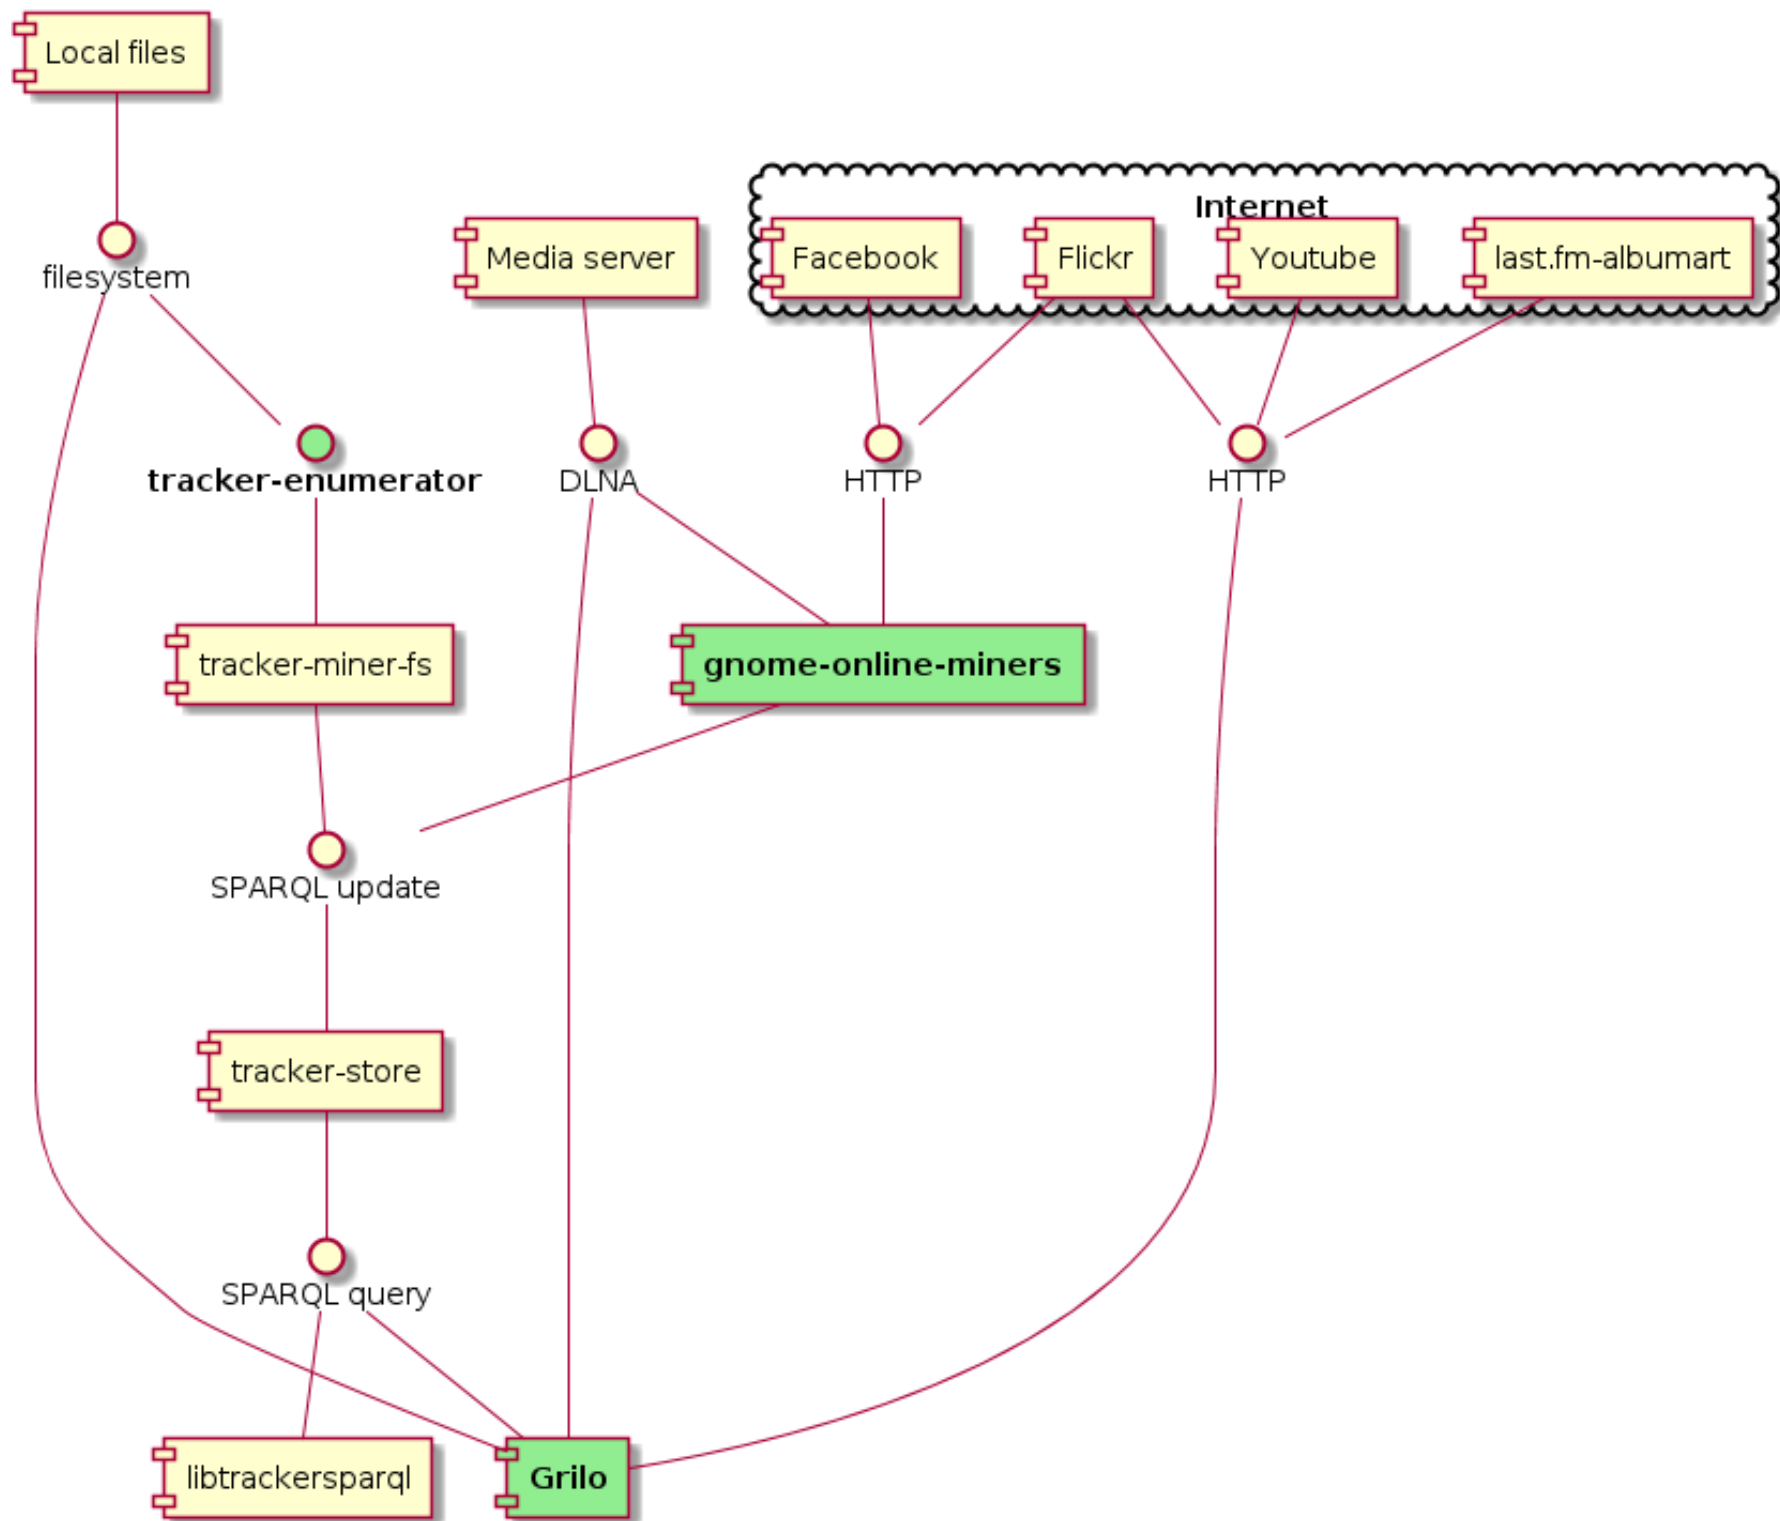 Local files
Internet
filesystem
Media server
Facebook
Flickr
Youtube
last.fm-albumart
tracker-enumerator
DLNA
HTTP
HTTP
tracker-miner-fs
gnome-online-miners
SPARQL update
tracker-store
SPARQL query
libtrackersparql
Grilo